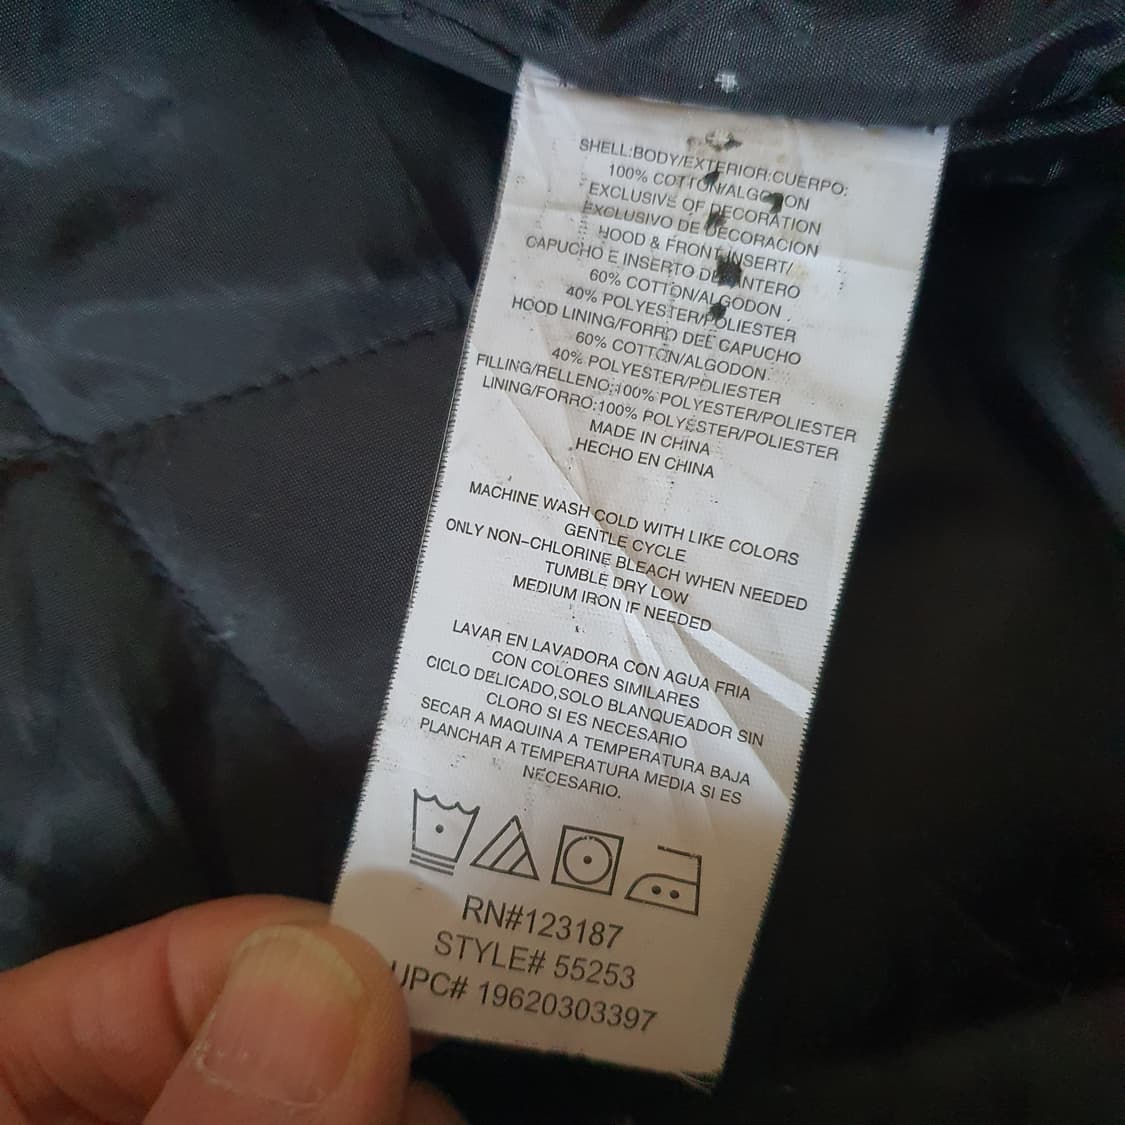 SHELL:BODY/EXTERIOR:CUERPO:
100% COTTON/ALGODON
EXCLUSIVE OF DECORATION
EXCLUSIVO DE DECORACION
HOOD & FRONT INSERT/
CAPUCHO E INSERTO DELANTERO
60% COTTON/ALGODON
40% POLYESTER/POLIESTER
HOOD LINING/FORRO DEL CAPUCHO
60% COTTON/ALGODON
40% POLYESTER/POLIESTER
FILLING/RELLENO:100% POLYESTER/POLIESTER
LINING/FORRO:100% POLYESTER/POLIESTER
MADE IN CHINA
HECHO EN CHINA
MACHINE WASH COLD WITH LIKE COLORS
GENTLE CYCLE
ONLY NON-CHLORINE BLEACH WHEN NEEDED
TUMBLE DRY LOW
MEDIUM IRON IF NEEDED
LAVAR EN LAVADORA CON AGUA FRIA
CON COLORES SIMILARES
CICLO DELICADO,SOLO BLANQUEADOR SIN
CLORO SI ES NECESARIO
SECAR A MAQUINA A TEMPERATURA BAJA
PLANCHAR A TEMPERATURA MEDIA SI ES
NECESARIO.
RN#123187
STYLE# 55253
UPC# 19620303397